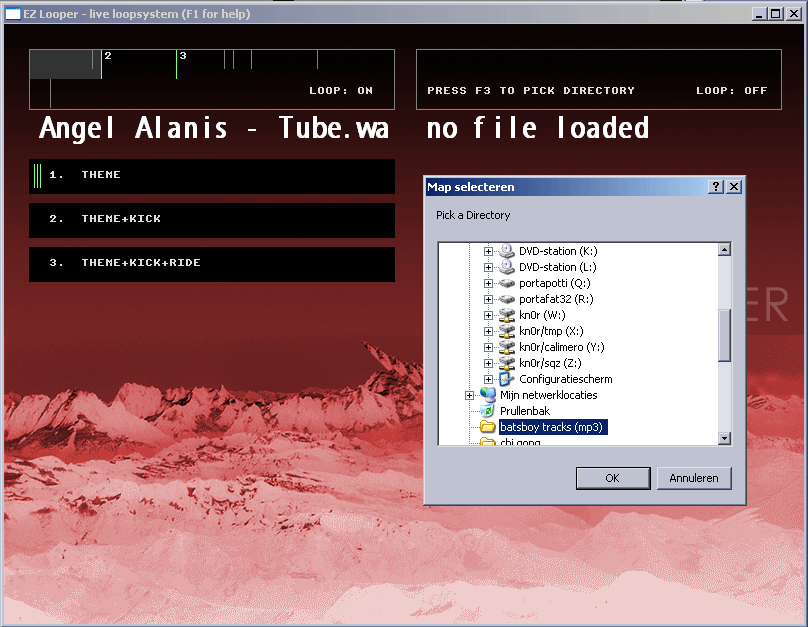 EZ Looper - live loopsystem (F1 for help)
2
3
LOOP: ON
PRESS F3 TO PICK DIRECTORY
LOOP: OFF
Angel Alanis - Tube.wa
no file loaded
1. THEME
2. THEME+KICK
3. THEME+KICK+RIDE
Map selecteren
Pick a Directory
DVD-station (K:)
DVD-station (L:)
portapotti (Q:)
portafat32 (R:)
kn0r (W:)
kn0r/tmp (X:)
kn0r/calimero (Y:)
kn0r/sqz (Z:)
Configuratiescherm
Mijn netwerklocaties
Prullenbak
batsboy tracks (mp3)
OK
Annuleren
ER